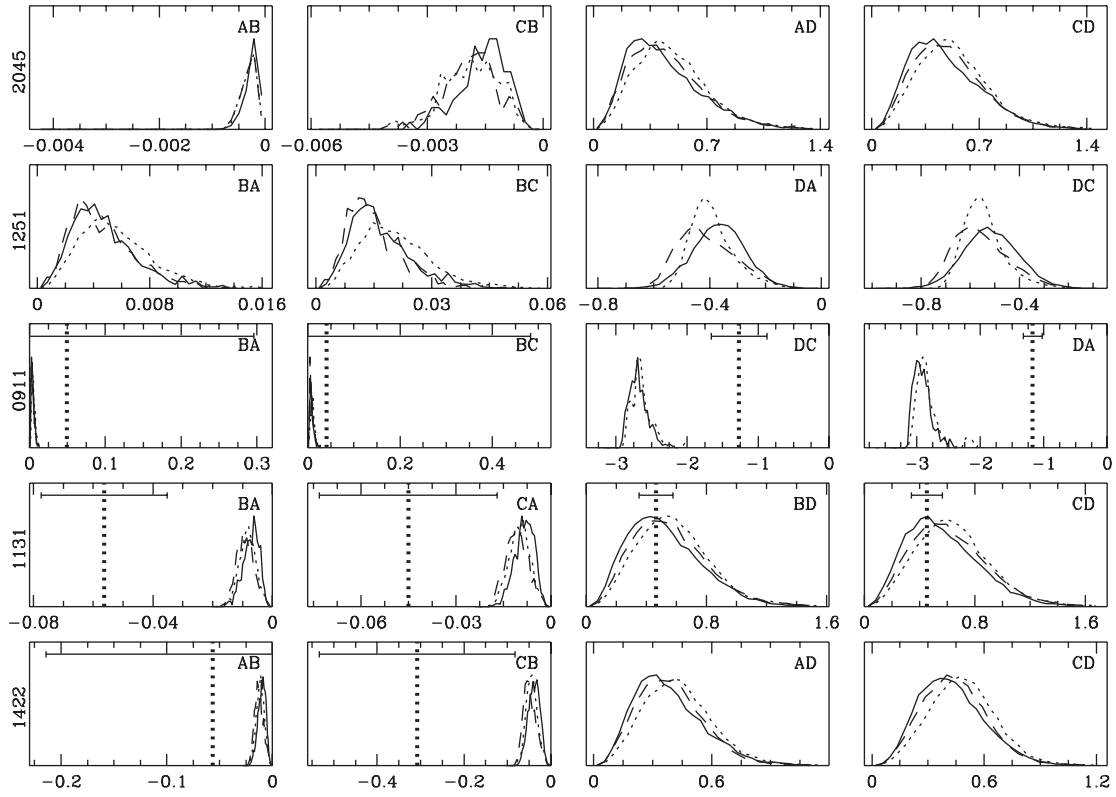 2045 AB CB AD CD
−0.004 −0.002 0 −0.006 −0.003 0 0 0.7 1.4 0 0.7 1.4
1251 BA BC DA DC
0 0.008 0.016 0 0.03 0.06 −0.8 −0.4 0 −0.8 −0.4
0911 BA BC DC DA
0 0.1 0.2 0.3 0 0.2 0.4 −3 −2 −1 0 −3 −2 −1 0
1131 BA CA BD CD
−0.08 −0.04 0 −0.06 −0.03 0 0 0.8 1.6 0 0.8 1.6
1422 AB CB AD CD
−0.2 −0.1 0 −0.4 −0.2 0 0 0.6 0 0.6 1.2